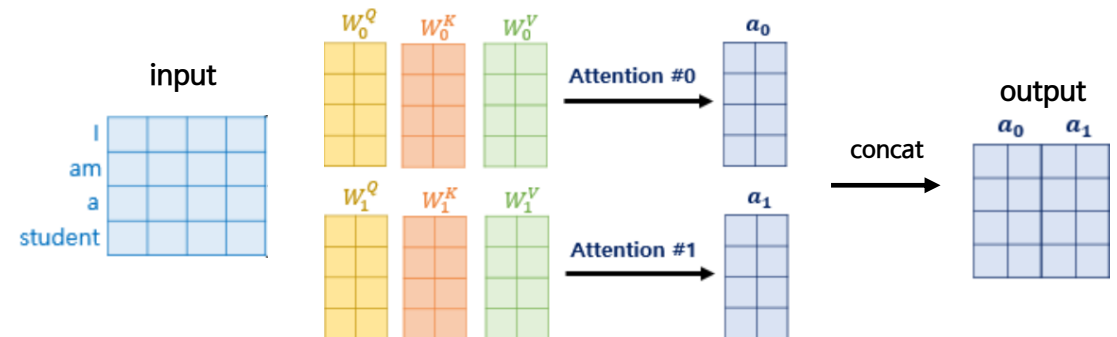 input
I
am
a
student
W_0^Q W_0^K W_0^V
Attention #0
a_0
W_1^Q W_1^K W_1^V
Attention #1
a_1
concat
output
a_0 a_1